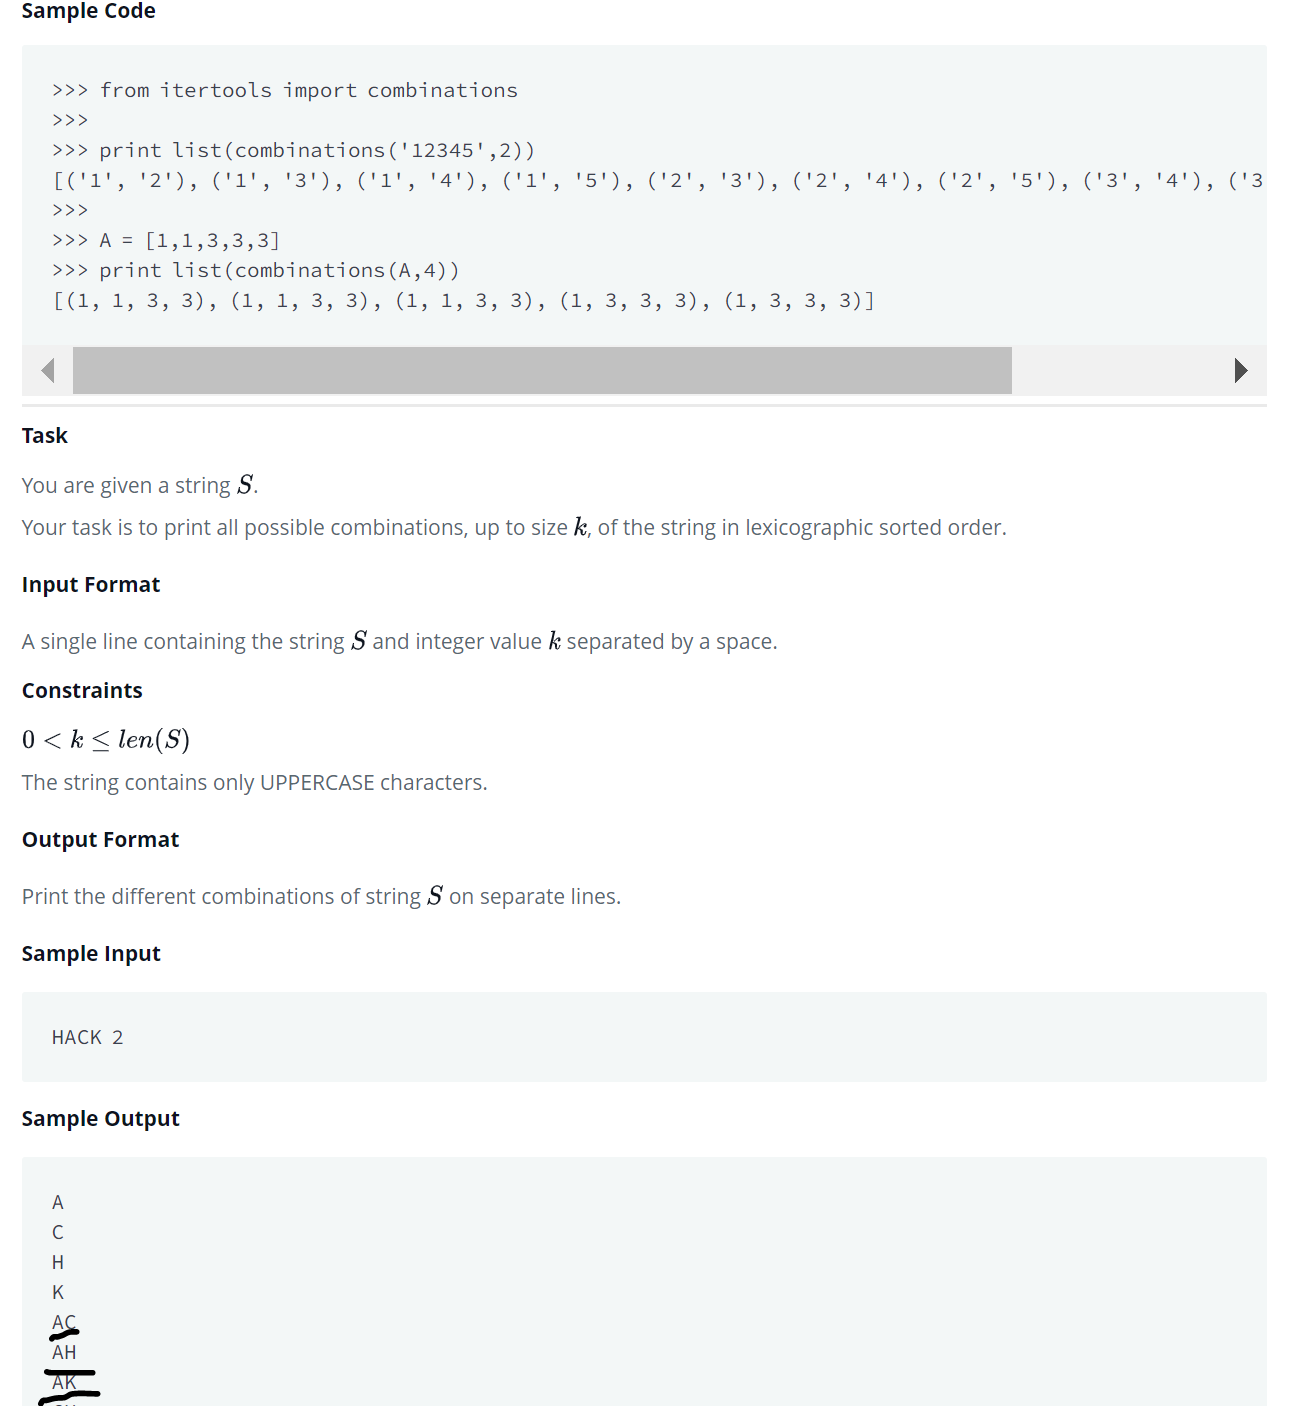 Sample Code
>>> from itertools import combinations
>>>
>>> print list(combinations('12345',2))
[('1', '2'), ('1', '3'), ('1', '4'), ('1', '5'), ('2', '3'), ('2', '4'), ('2', '5'), ('3', '4'), ('3
>>>
>>> A = [1,1,3,3,3]
>>> print list(combinations(A,4))
[(1, 1, 3, 3), (1, 1, 3, 3), (1, 1, 3, 3), (1, 3, 3, 3), (1, 3, 3, 3)]
Task
You are given a string S.
Your task is to print all possible combinations, up to size k, of the string in lexicographic sorted order.
Input Format
A single line containing the string S and integer value k separated by a space.
Constraints
0 < k ≤ len(S)
The string contains only UPPERCASE characters.
Output Format
Print the different combinations of string S on separate lines.
Sample Input
HACK 2
Sample Output
A
C
H
K
AC
AH
AK